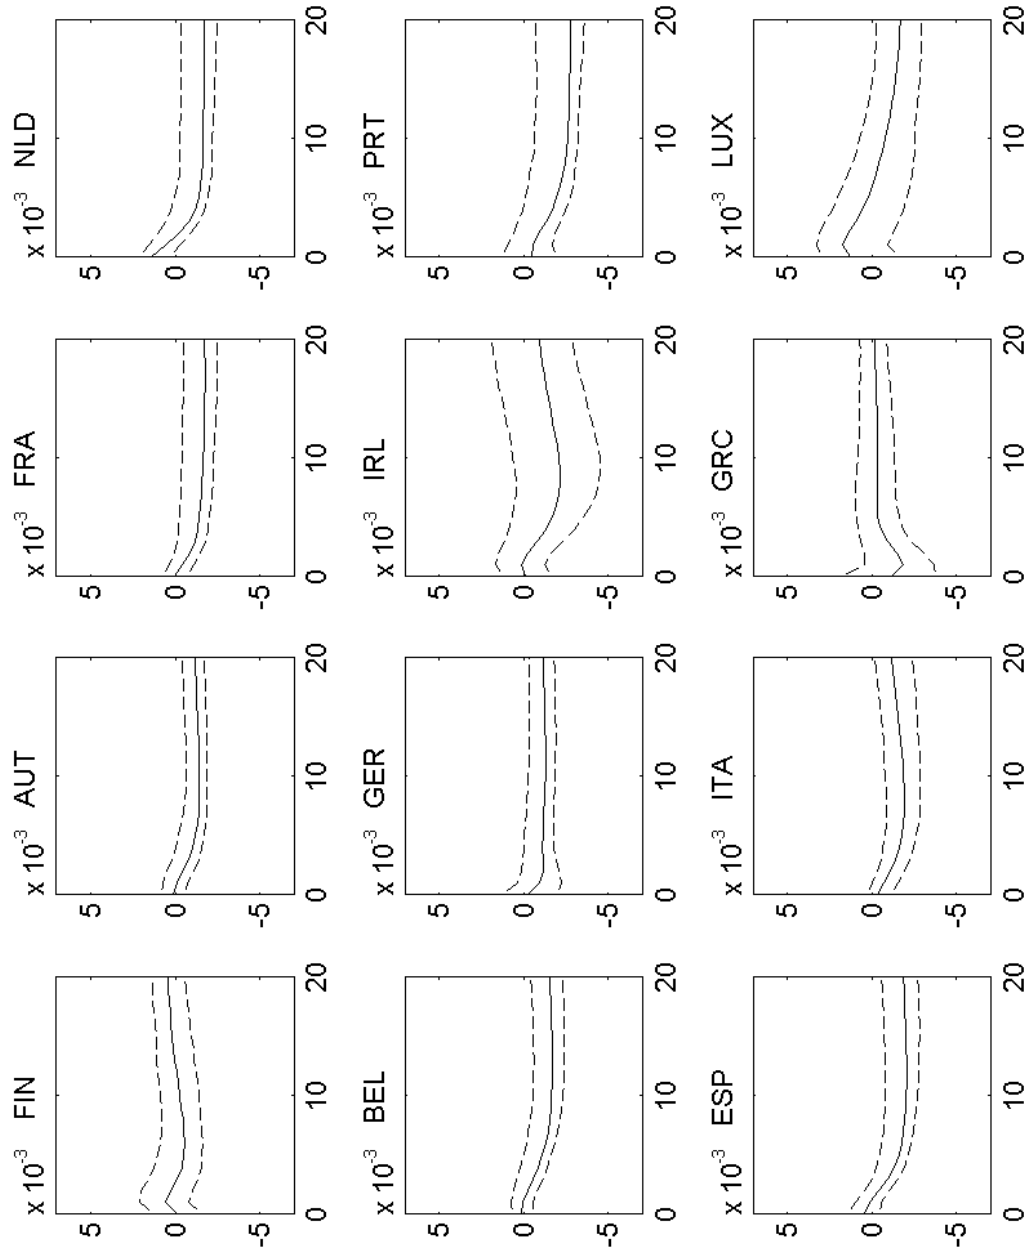 x 10⁻³ FIN
5
0
-5
0 10 20
x 10⁻³ AUT
5
0
-5
0 10 20
x 10⁻³ FRA
5
0
-5
0 10 20
x 10⁻³ NLD
5
0
-5
0 10 20
x 10⁻³ BEL
5
0
-5
0 10 20
x 10⁻³ GER
5
0
-5
0 10 20
x 10⁻³ IRL
5
0
-5
0 10 20
x 10⁻³ PRT
5
0
-5
0 10 20
x 10⁻³ ESP
5
0
-5
0 10 20
x 10⁻³ ITA
5
0
-5
0 10 20
x 10⁻³ GRC
5
0
-5
0 10 20
x 10⁻³ LUX
5
0
-5
0 10 20